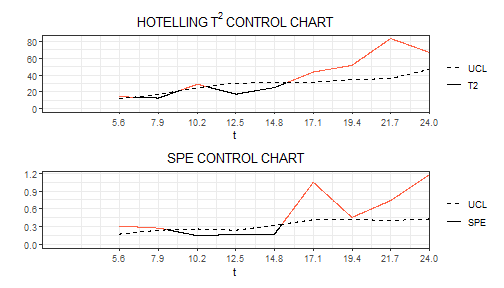 HOTELLING T² CONTROL CHART
80
60
40
20
0
5.6 7.9 10.2 12.5 14.8 17.1 19.4 21.7 24.0
t
UCL
T2
SPE CONTROL CHART
1.2
0.9
0.6
0.3
0.0
5.6 7.9 10.2 12.5 14.8 17.1 19.4 21.7 24.0
t
UCL
SPE